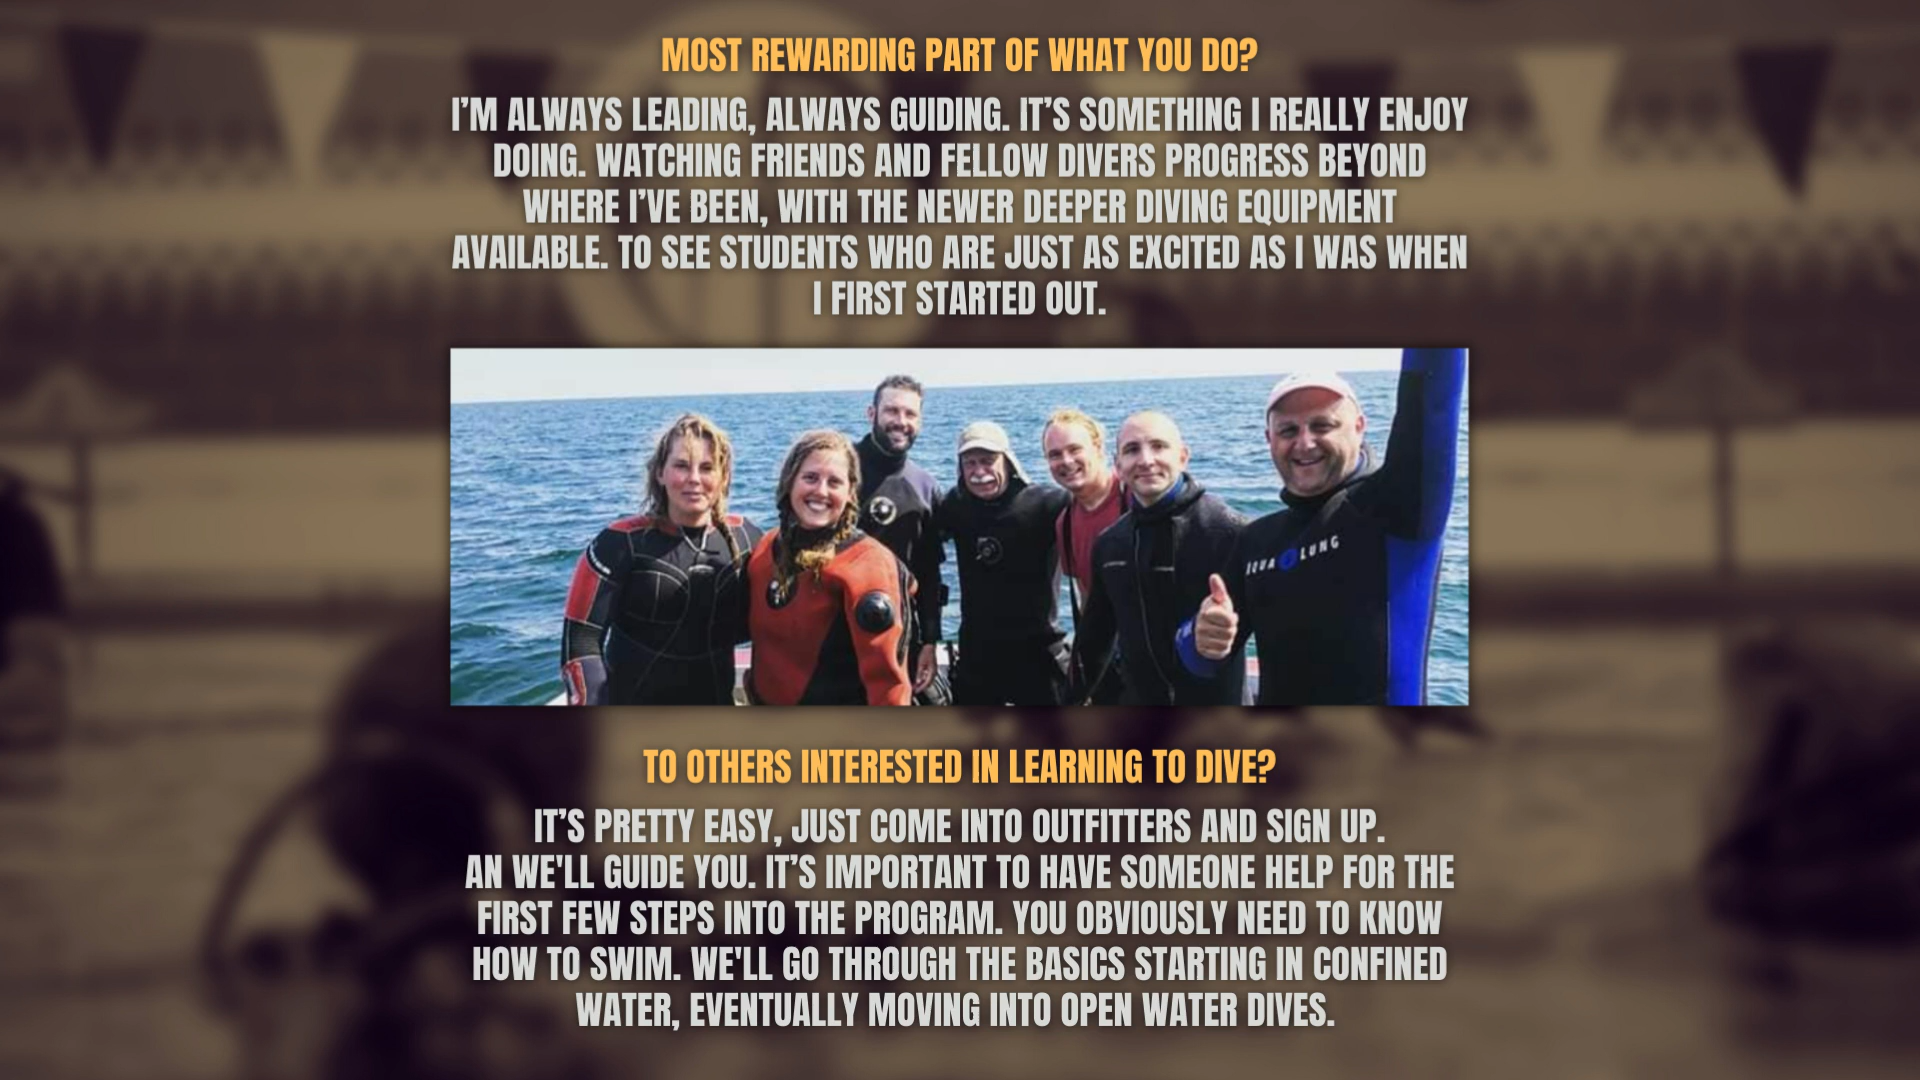 MOST REWARDING PART OF WHAT YOU DO?
I’M ALWAYS LEADING, ALWAYS GUIDING. IT’S SOMETHING I REALLY ENJOY
DOING. WATCHING FRIENDS AND FELLOW DIVERS PROGRESS BEYOND
WHERE I’VE BEEN, WITH THE NEWER DEEPER DIVING EQUIPMENT
AVAILABLE. TO SEE STUDENTS WHO ARE JUST AS EXCITED AS I WAS WHEN
I FIRST STARTED OUT.
AQUA LUNG
TO OTHERS INTERESTED IN LEARNING TO DIVE?
IT’S PRETTY EASY, JUST COME INTO OUTFITTERS AND SIGN UP.
AN WE'LL GUIDE YOU. IT’S IMPORTANT TO HAVE SOMEONE HELP FOR THE
FIRST FEW STEPS INTO THE PROGRAM. YOU OBVIOUSLY NEED TO KNOW
HOW TO SWIM. WE'LL GO THROUGH THE BASICS STARTING IN CONFINED
WATER, EVENTUALLY MOVING INTO OPEN WATER DIVES.